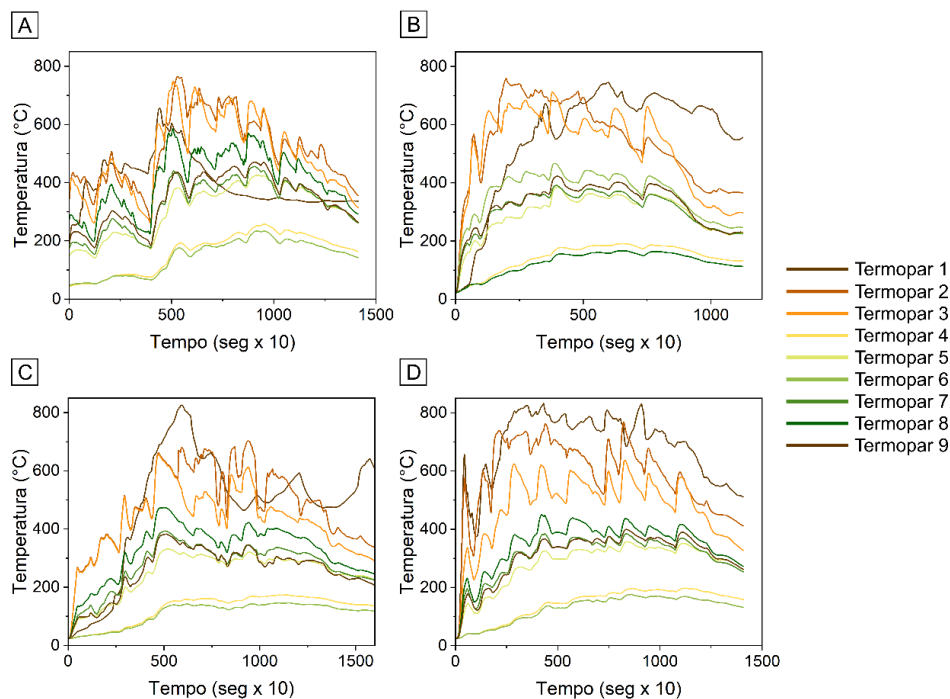 A
800
600
400
200
0
Temperatura (°C)
0 500 1000 1500
Tempo (seg x 10)
B
800
600
400
200
0
Temperatura (°C)
0 500 1000
Tempo (seg x 10)
C
800
600
400
200
0
Temperatura (°C)
0 500 1000 1500
Tempo (seg x 10)
D
800
600
400
200
0
Temperatura (°C)
0 500 1000 1500
Tempo (seg x 10)
Termopar 1
Termopar 2
Termopar 3
Termopar 4
Termopar 5
Termopar 6
Termopar 7
Termopar 8
Termopar 9